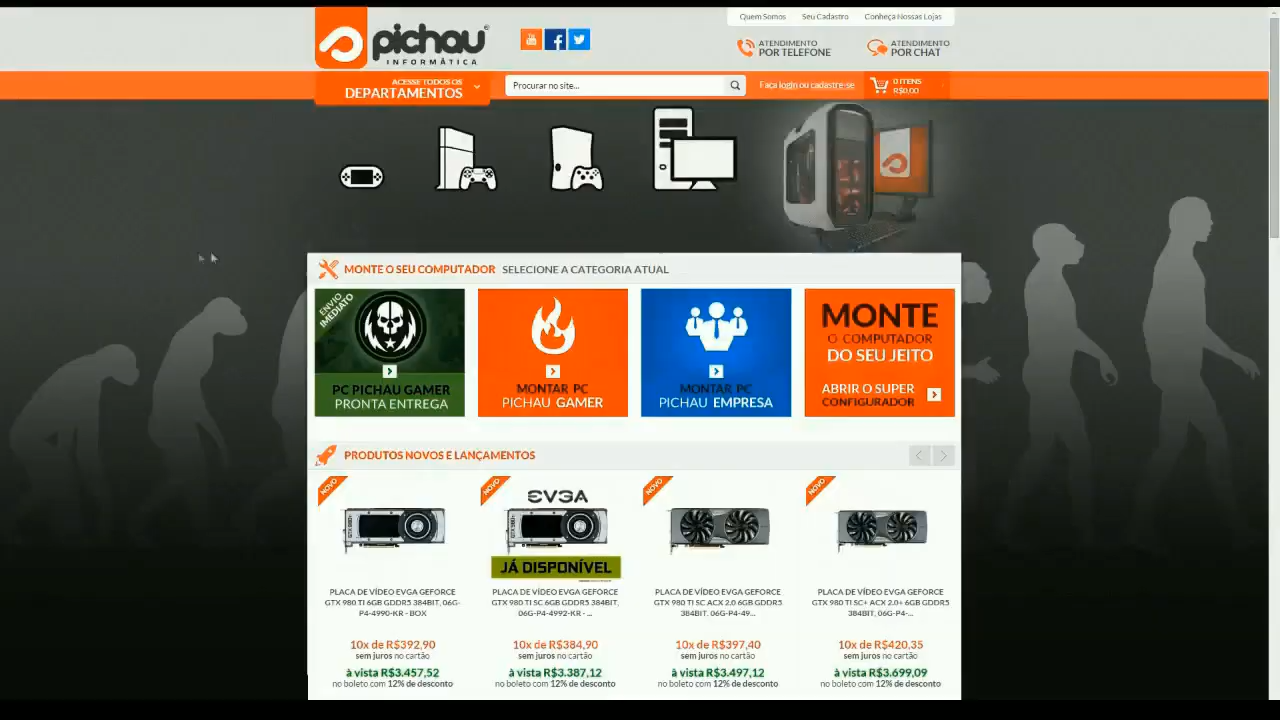 pichau
INFORMÁTICA
Quem Somos Seu Cadastro Conheça Nossas Lojas
ATENDIMENTO
POR TELEFONE
ATENDIMENTO
POR CHAT
ACESSE TODOS OS
DEPARTAMENTOS
Procurar no site...
Faça login ou cadastre-se
0 ITENS
R$0,00
MONTE O SEU COMPUTADOR SELECIONE A CATEGORIA ATUAL
ENVIO
IMEDIATO
PC PICHAU GAMER
PRONTA ENTREGA
MONTAR PC
PICHAU GAMER
MONTAR PC
PICHAU EMPRESA
MONTE
O COMPUTADOR
DO SEU JEITO
ABRIR O SUPER
CONFIGURADOR
PRODUTOS NOVOS E LANÇAMENTOS
NOVO
PLACA DE VÍDEO EVGA GEFORCE
GTX 980 TI 6GB GDDR5 384BIT, 06G-
P4-4990-KR - BOX
10x de R$392,90
sem juros no cartão
à vista R$3.457,52
no boleto com 12% de desconto
NOVO
EVGA
JÁ DISPONÍVEL
PLACA DE VÍDEO EVGA GEFORCE
GTX 980 TI SC 6GB GDDR5 384BIT,
06G-P4-4992-KR - ...
10x de R$384,90
sem juros no cartão
à vista R$3.387,12
no boleto com 12% de desconto
NOVO
PLACA DE VÍDEO EVGA GEFORCE
GTX 980 TI SC ACX 2.0 6GB GDDR5
384BIT, 06G-P4-49...
10x de R$397,40
sem juros no cartão
à vista R$3.497,12
no boleto com 12% de desconto
NOVO
PLACA DE VÍDEO EVGA GEFORCE
GTX 980 TI SC+ ACX 2.0+ 6GB GDDR5
384BIT, 06G-P4-...
10x de R$420,35
sem juros no cartão
à vista R$3.699,09
no boleto com 12% de desconto